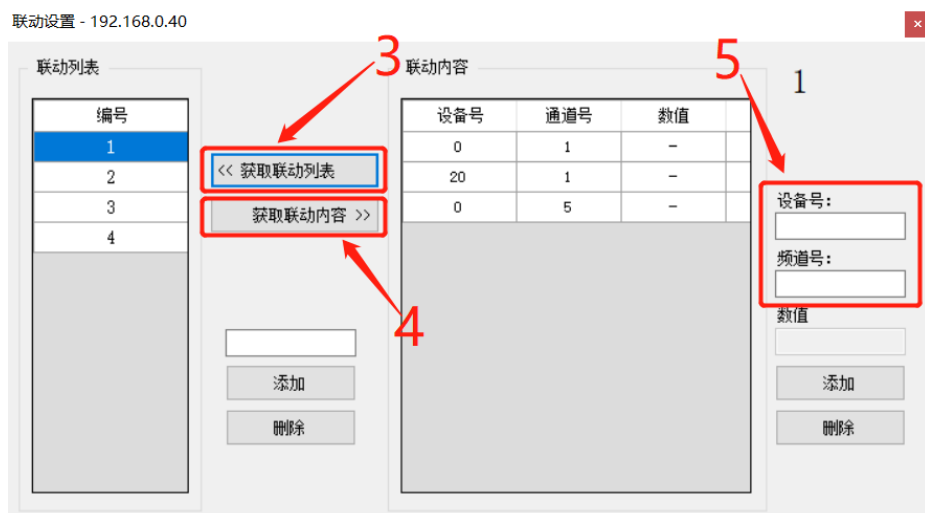 联动设置 - 192.168.0.40
×
联动列表
编号
1
2
3
4
3
<< 获取联动列表
获取联动内容 >>
4
添加
删除
联动内容
设备号 通道号 数值
0 1 -
20 1 -
0 5 -
5
1
设备号:
频道号:
数值
添加
删除